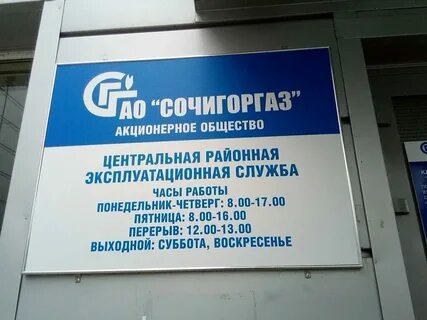 АО "СОЧИГОРГАЗ"
АКЦИОНЕРНОЕ ОБЩЕСТВО
ЦЕНТРАЛЬНАЯ РАЙОННАЯ
ЭКСПЛУАТАЦИОННАЯ СЛУЖБА
ЧАСЫ РАБОТЫ
ПОНЕДЕЛЬНИК-ЧЕТВЕРГ: 8.00-17.00
ПЯТНИЦА: 8.00-16.00
ПЕРЕРЫВ: 12.00-13.00
ВЫХОДНОЙ: СУББОТА, ВОСКРЕСЕНЬЕ